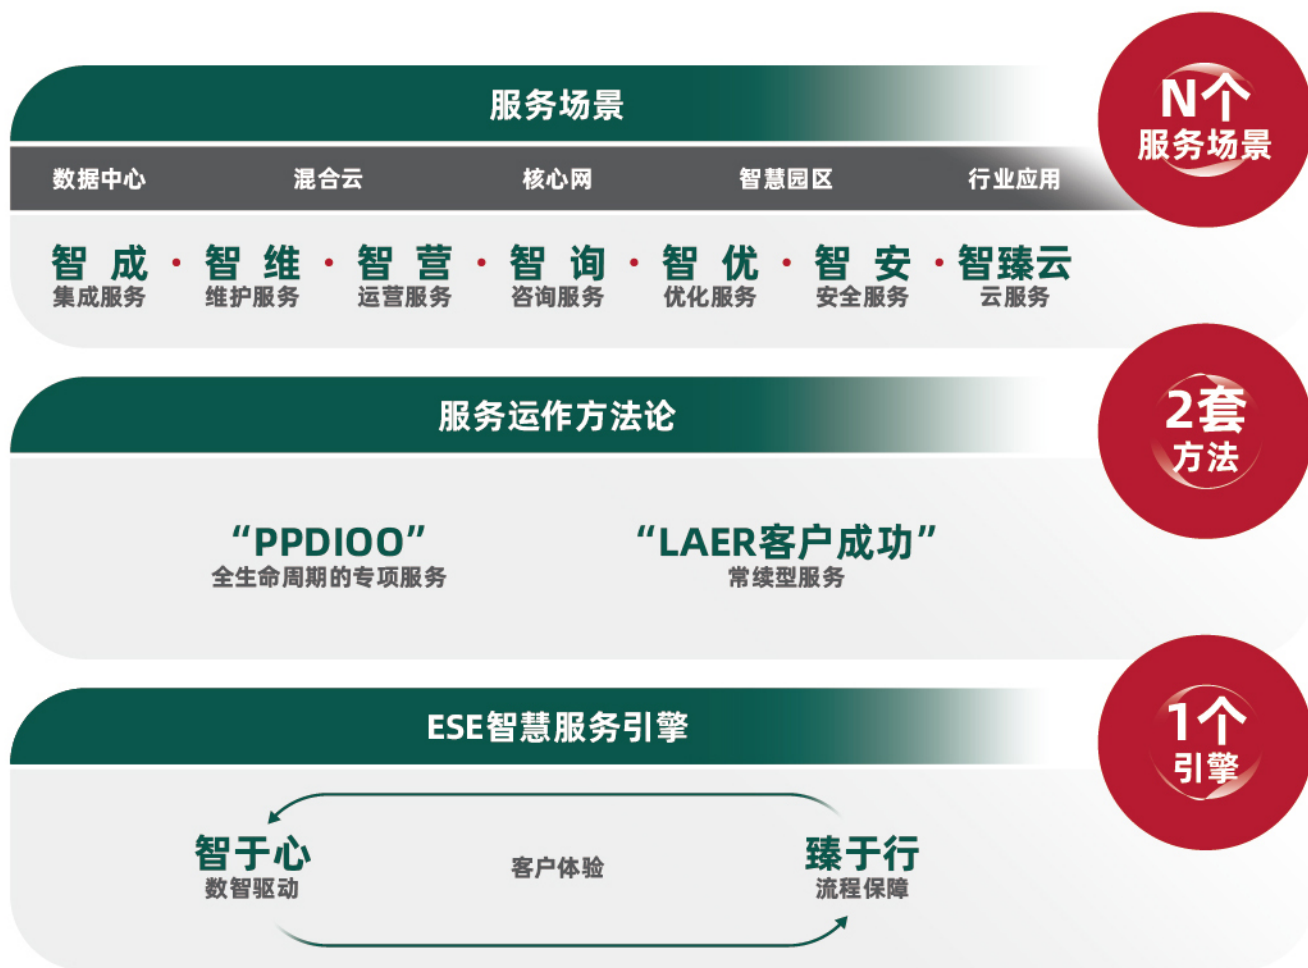 服务场景
N个
服务场景
数据中心 混合云 核心网 智慧园区 行业应用
智成·智维·智营·智询·智优·智安·智臻云
集成服务 维护服务 运营服务 咨询服务 优化服务 安全服务 云服务
服务运作方法论
2套
方法
“PPDIOO” “LAER客户成功”
全生命周期的专项服务 常续型服务
ESE智慧服务引擎
1个
引擎
智于心 臻于行
客户体验
数智驱动 流程保障